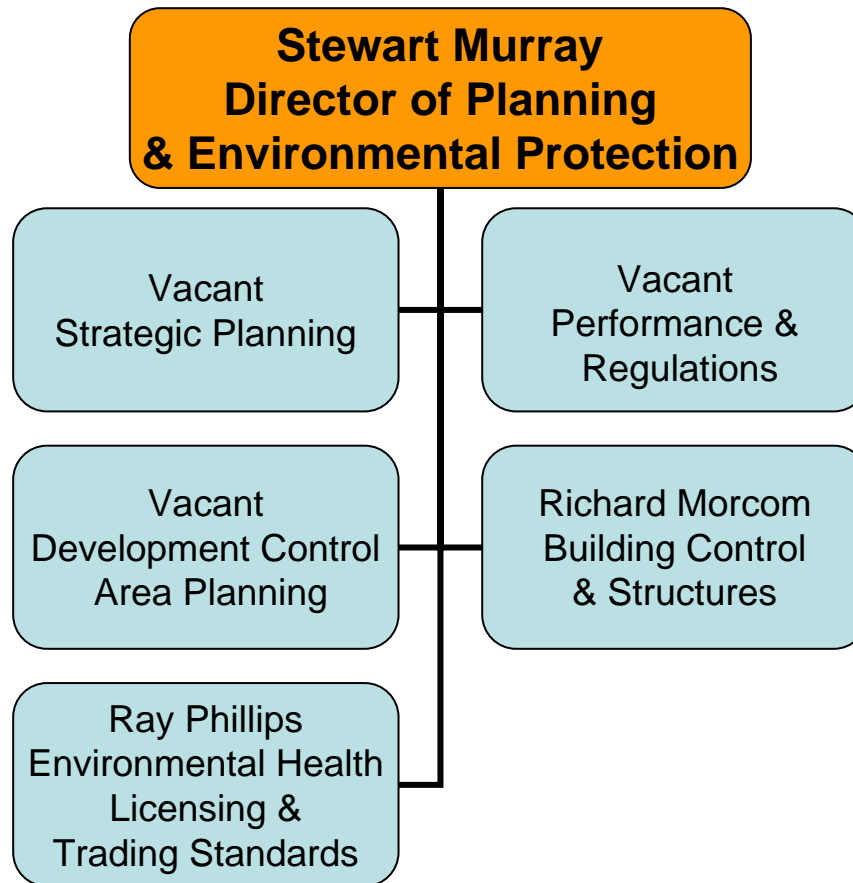 Stewart Murray
Director of Planning
& Environmental Protection
Vacant
Strategic Planning
Vacant
Performance &
Regulations
Vacant
Development Control
Area Planning
Richard Morcom
Building Control
& Structures
Ray Phillips
Environmental Health
Licensing &
Trading Standards